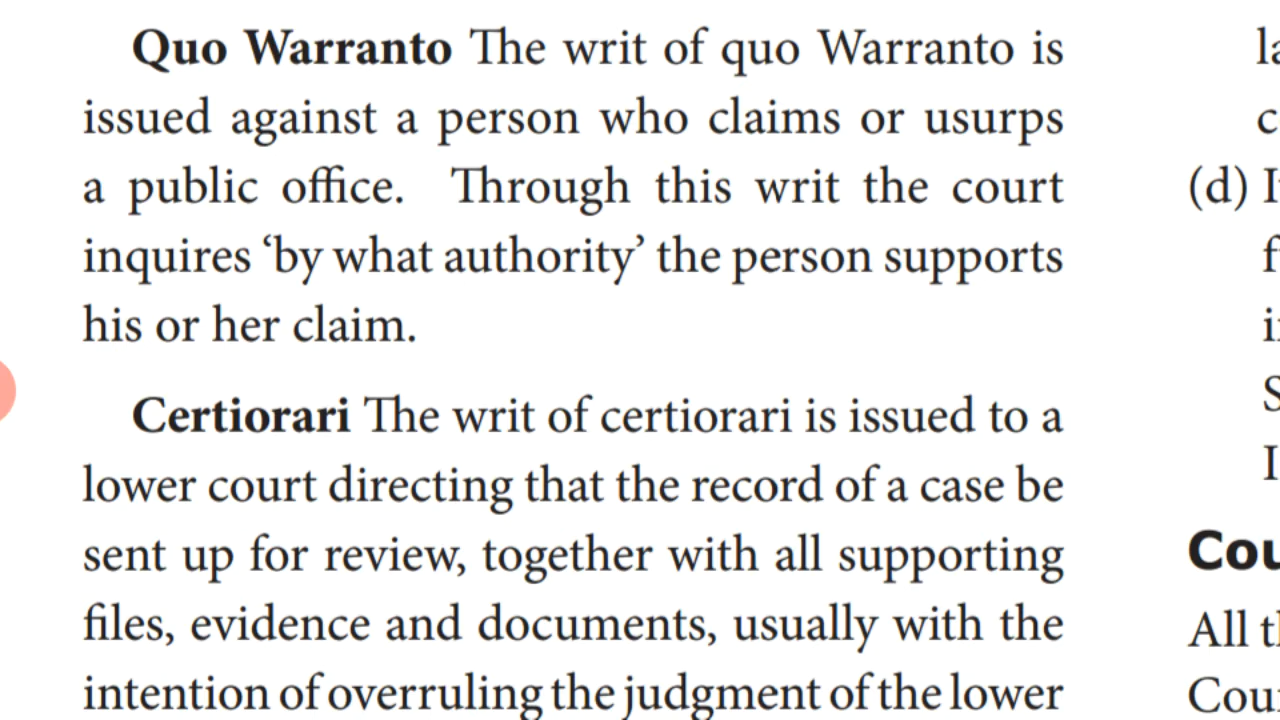 Quo Warranto The writ of quo Warranto is
issued against a person who claims or usurps
a public office. Through this writ the court
inquires ‘by what authority’ the person supports
his or her claim.
Certiorari The writ of certiorari is issued to a
lower court directing that the record of a case be
sent up for review, together with all supporting
files, evidence and documents, usually with the
intention of overruling the judgment of the lower
(d)
All